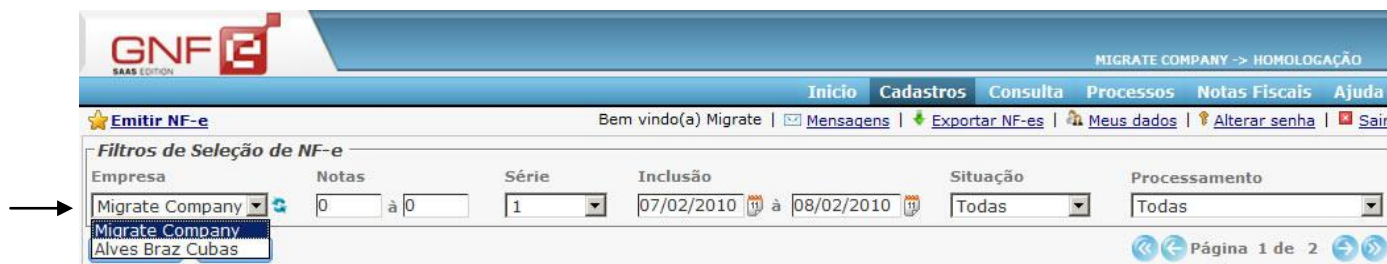 GNFe
SAAS EDITION
MIGRATE COMPANY -> HOMOLOGAÇÃO
Inicio Cadastros Consulta Processos Notas Fiscais Ajuda
Emitir NF-e Bem vindo(a) Migrate | Mensagens | Exportar NF-es | Meus dados | Alterar senha | Sair
Filtros de Seleção de NF-e
Empresa Notas Série Inclusão Situação Processamento
Migrate Company 0 à 0 1 07/02/2010 à 08/02/2010 Todas Todas
Migrate Company
Alves Braz Cubas Página 1 de 2